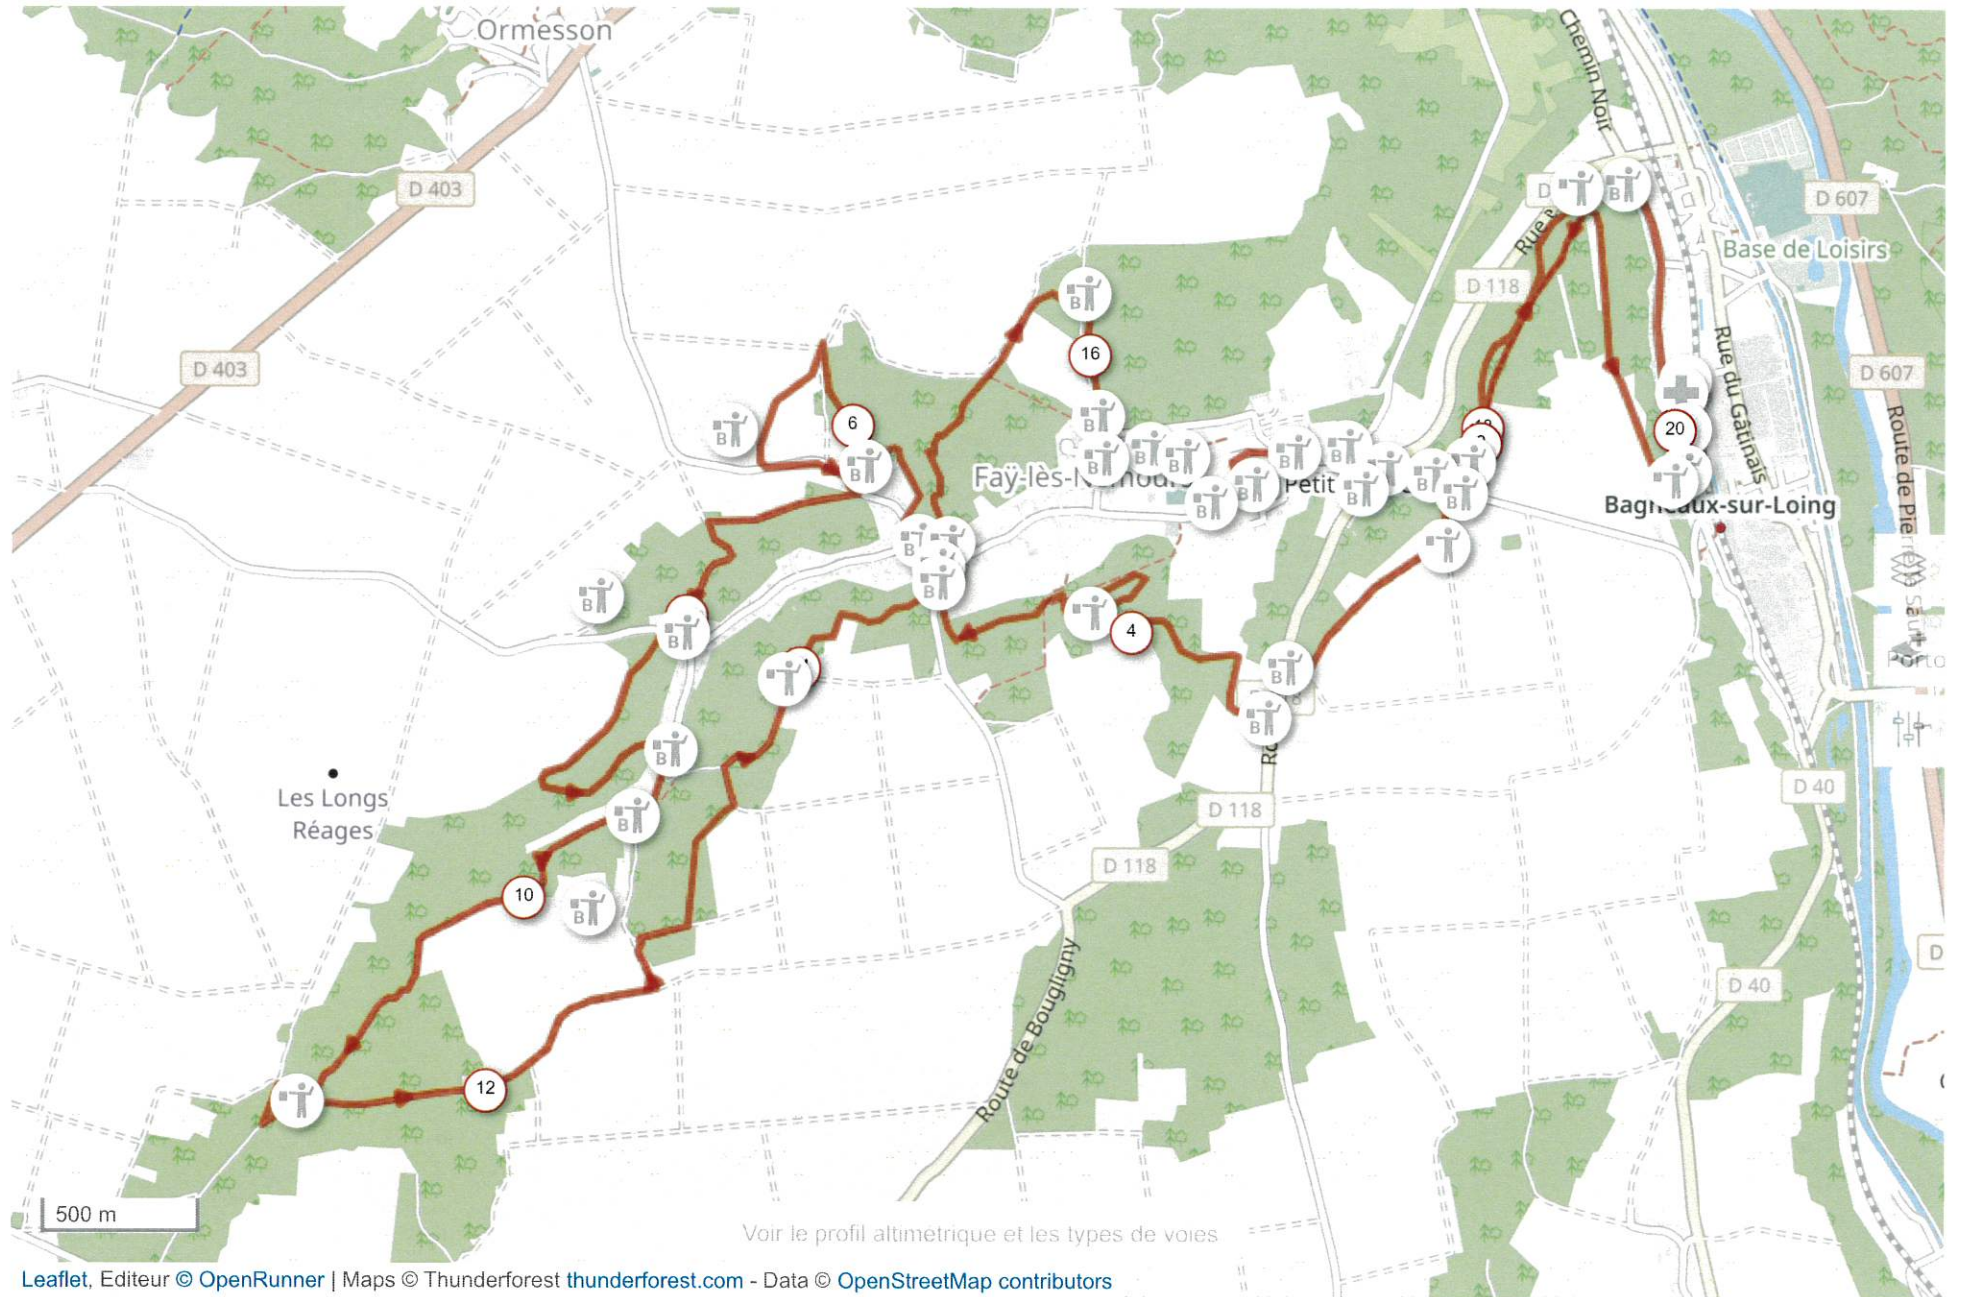 Ormesson
Chemin Noir
D 403
D 607
Rue
Base de Loisirs
D 118
16
D 403
Rue du Gâtinais
D 607
6
20
Route de Pierre
Petit
Bagneaux-sur-Loing
4
Les Longs
Réages
D 40
D 118
D 118
10
D 40
Route de Bougligny
12
500 m
Voir le profil altimétrique et les types de voies
Leaflet, Editeur © OpenRunner | Maps © Thunderforest thunderforest.com - Data © OpenStreetMap contributors